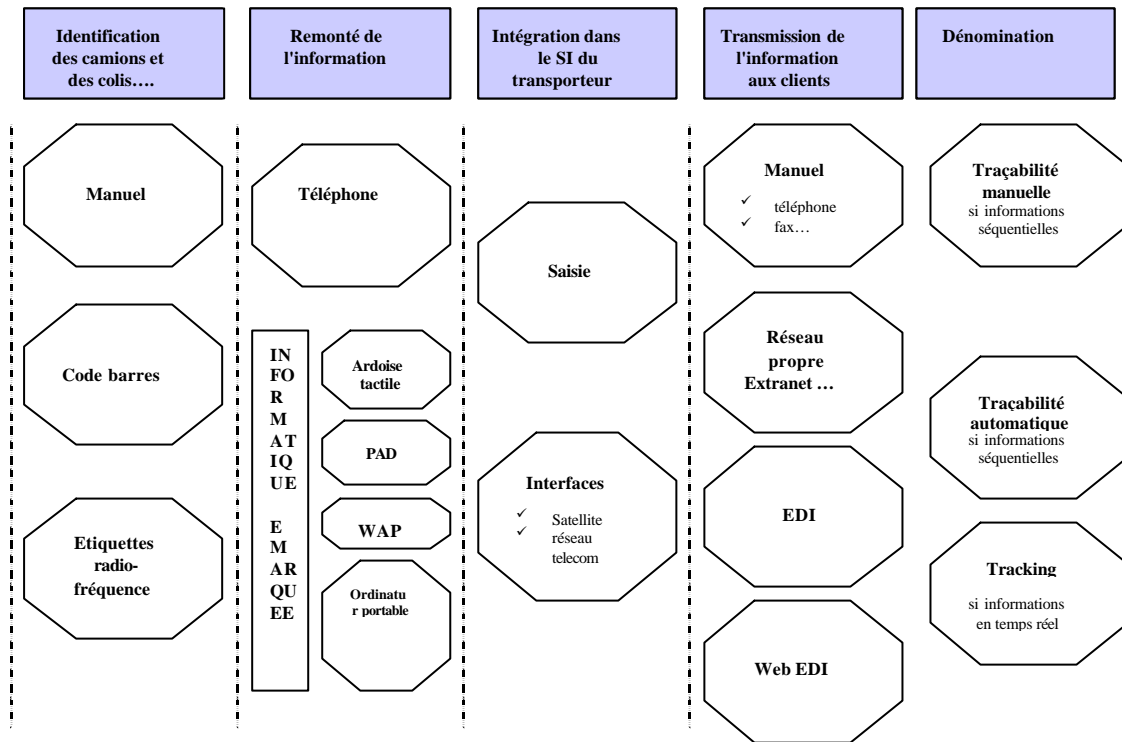 Identification
des camions et
des colis....
Remonté de
l'information
Intégration dans
le SI du
transporteur
Transmission de
l'information
aux clients
Dénomination
Manuel
Code barres
Etiquettes
radio-
fréquence
Téléphone
IN
FO
R
M
AT
IQ
UE
E
M
AR
QU
EE
Ardoise
tactile
PAD
WAP
Ordinatu
r portable
Saisie
Interfaces
✓ Satellite
✓ réseau
telecom
Manuel
✓ téléphone
✓ fax…
Réseau
propre
Extranet …
EDI
Web EDI
Traçabilité
manuelle
si informations
séquentielles
Traçabilité
automatique
si informations
séquentielles
Tracking
si informations
en temps réel